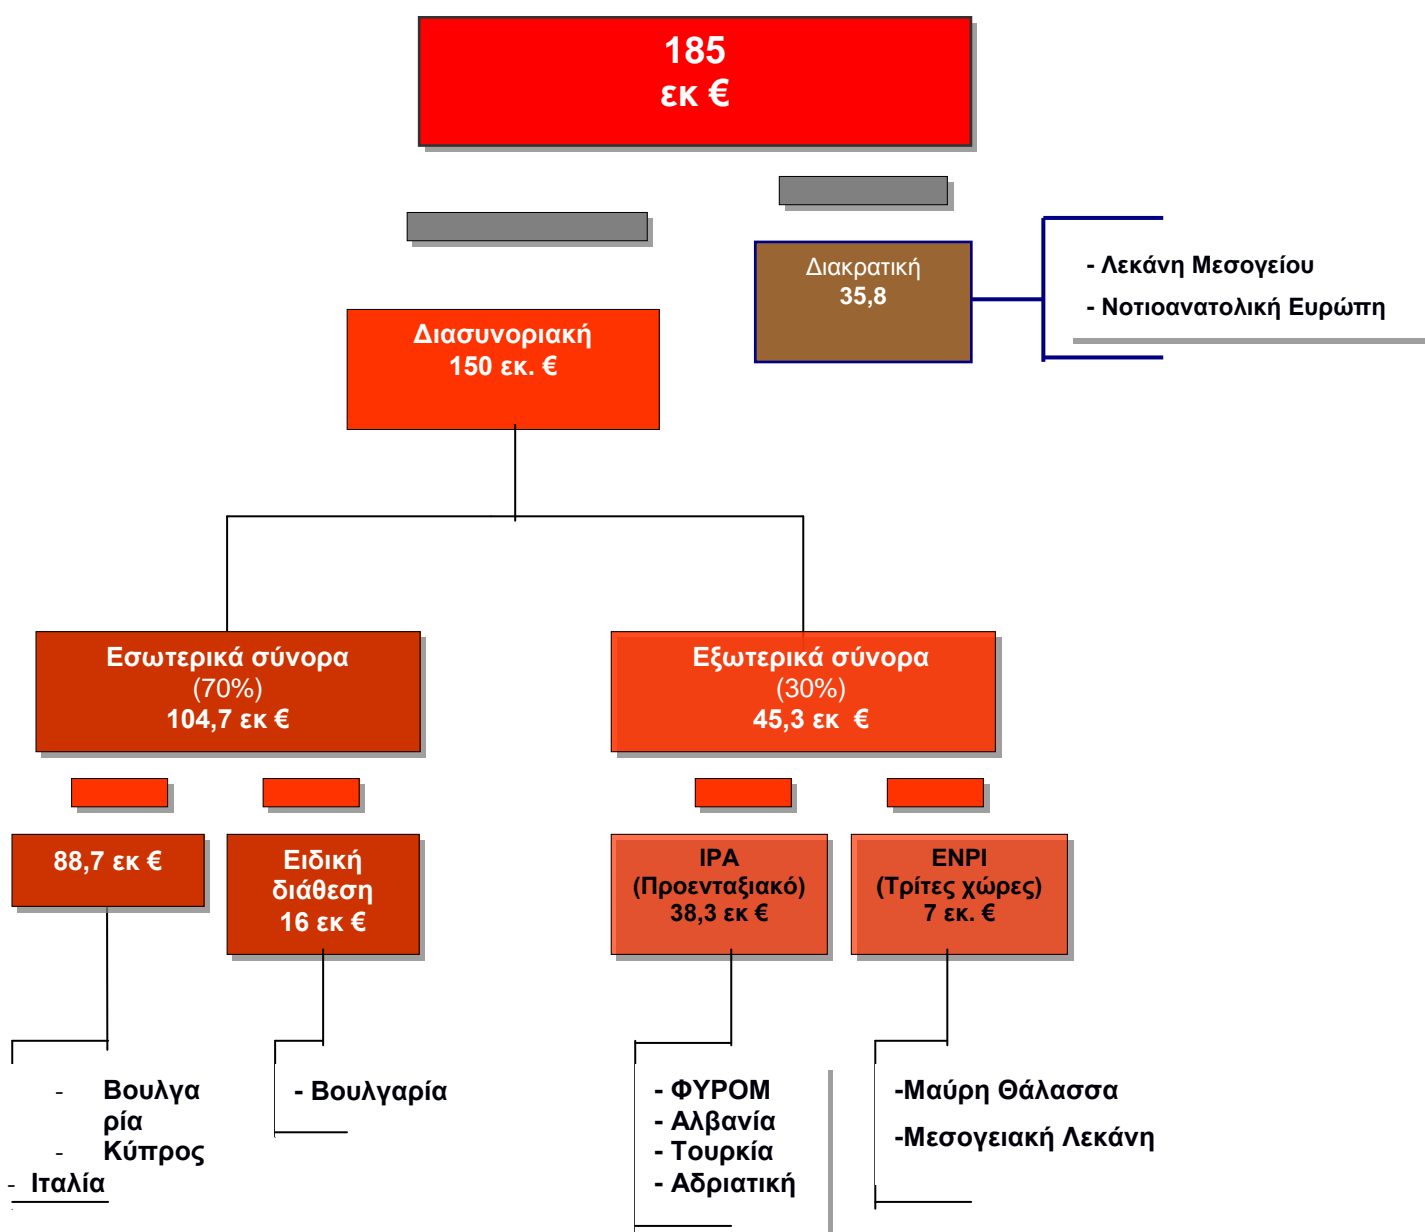 185
εκ €
Διακρατική
35,8
- Λεκάνη Μεσογείου
- Νοτιοανατολική Ευρώπη
Διασυνοριακή
150 εκ. €
Εσωτερικά σύνορα
(70%)
104,7 εκ €
Εξωτερικά σύνορα
(30%)
45,3 εκ €
88,7 εκ €
Ειδική
διάθεση
16 εκ €
IPA
(Προενταξιακό)
38,3 εκ €
ENPI
(Τρίτες χώρες)
7 εκ. €
- Βουλγα
ρία
- Κύπρος
- Ιταλία
- Βουλγαρία
- ΦΥΡΟΜ
- Αλβανία
- Τουρκία
- Αδριατική
-Μαύρη Θάλασσα
-Μεσογειακή Λεκάνη